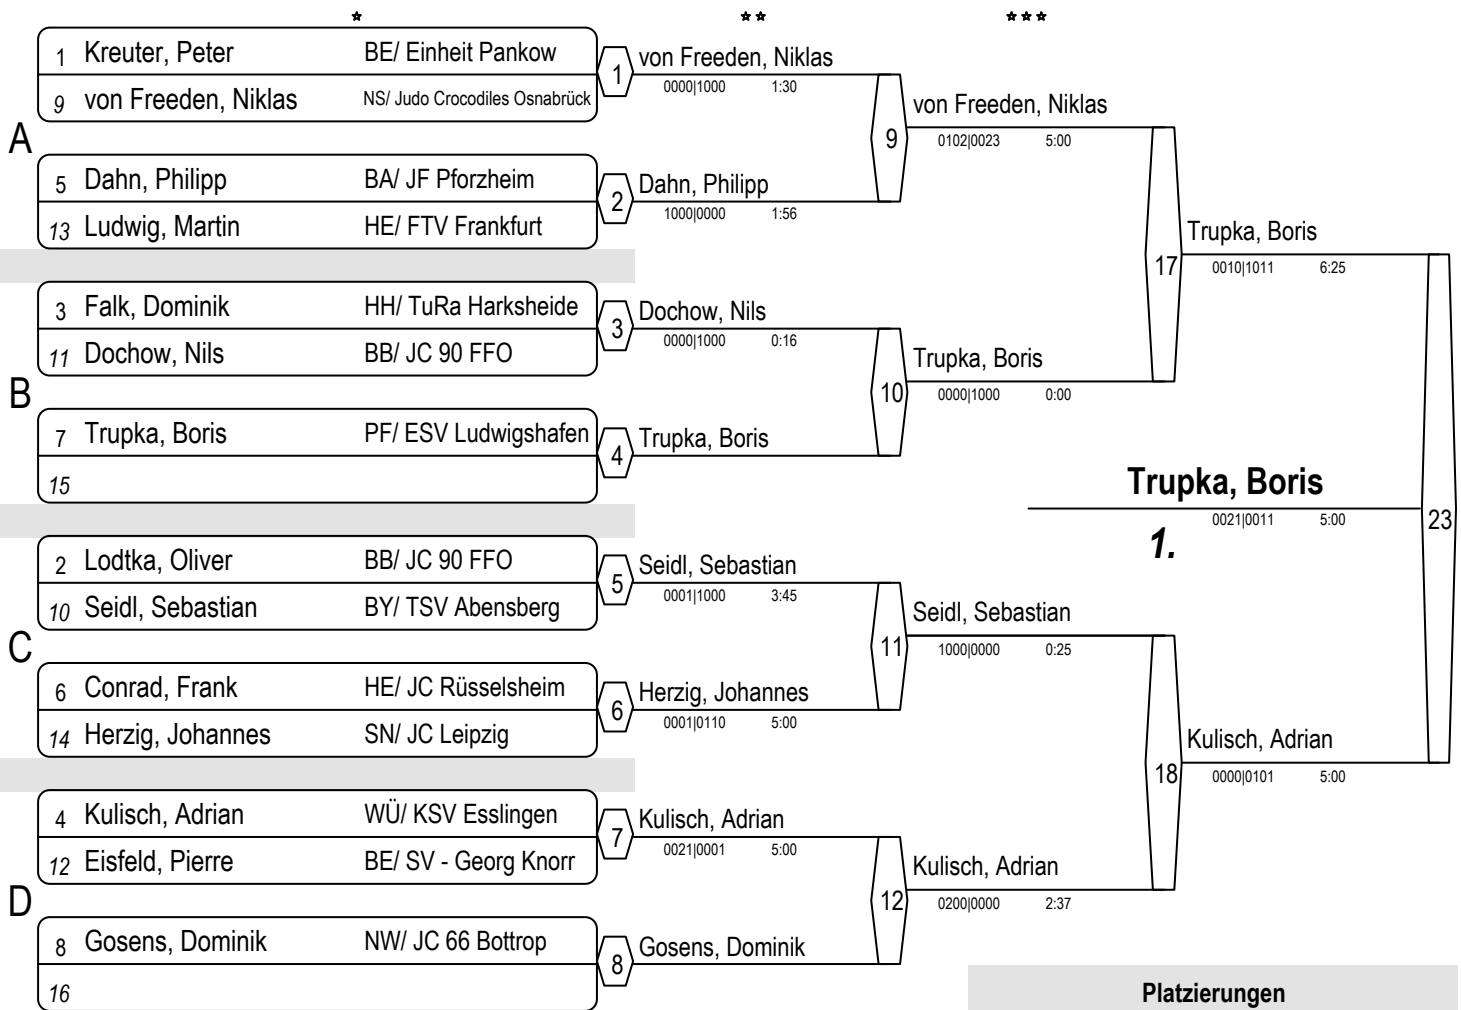 1 Kreuter, Peter BE/ Einheit Pankow
9 von Freeden, Niklas NS/ Judo Crocodiles Osnabrück
A
5 Dahn, Philipp BA/ JF Pforzheim
13 Ludwig, Martin HE/ FTV Frankfurt
3 Falk, Dominik HH/ TuRa Harksheide
11 Dochow, Nils BB/ JC 90 FFO
B
7 Trupka, Boris PF/ ESV Ludwigshafen
15
2 Lodtka, Oliver BB/ JC 90 FFO
10 Seidl, Sebastian BY/ TSV Abensberg
C
6 Conrad, Frank HE/ JC Rüsselsheim
14 Herzig, Johannes SN/ JC Leipzig
4 Kulisch, Adrian WÜ/ KSV Esslingen
12 Eisfeld, Pierre BE/ SV - Georg Knorr
D
8 Gosens, Dominik NW/ JC 66 Bottrop
16
1 von Freeden, Niklas
0000|1000 1:30
2 Dahn, Philipp
1000|0000 1:56
3 Dochow, Nils
0000|1000 0:16
4 Trupka, Boris
5 Seidl, Sebastian
0001|1000 3:45
6 Herzig, Johannes
0001|0110 5:00
7 Kulisch, Adrian
0021|0001 5:00
8 Gosens, Dominik
9 von Freeden, Niklas
0102|0023 5:00
10 Trupka, Boris
0000|1000 0:00
11 Seidl, Sebastian
1000|0000 0:25
12 Kulisch, Adrian
0200|0000 2:37
17 Trupka, Boris
0010|1011 6:25
18 Kulisch, Adrian
0000|0101 5:00
Trupka, Boris
0021|0011 5:00
23
1.
Platzierungen